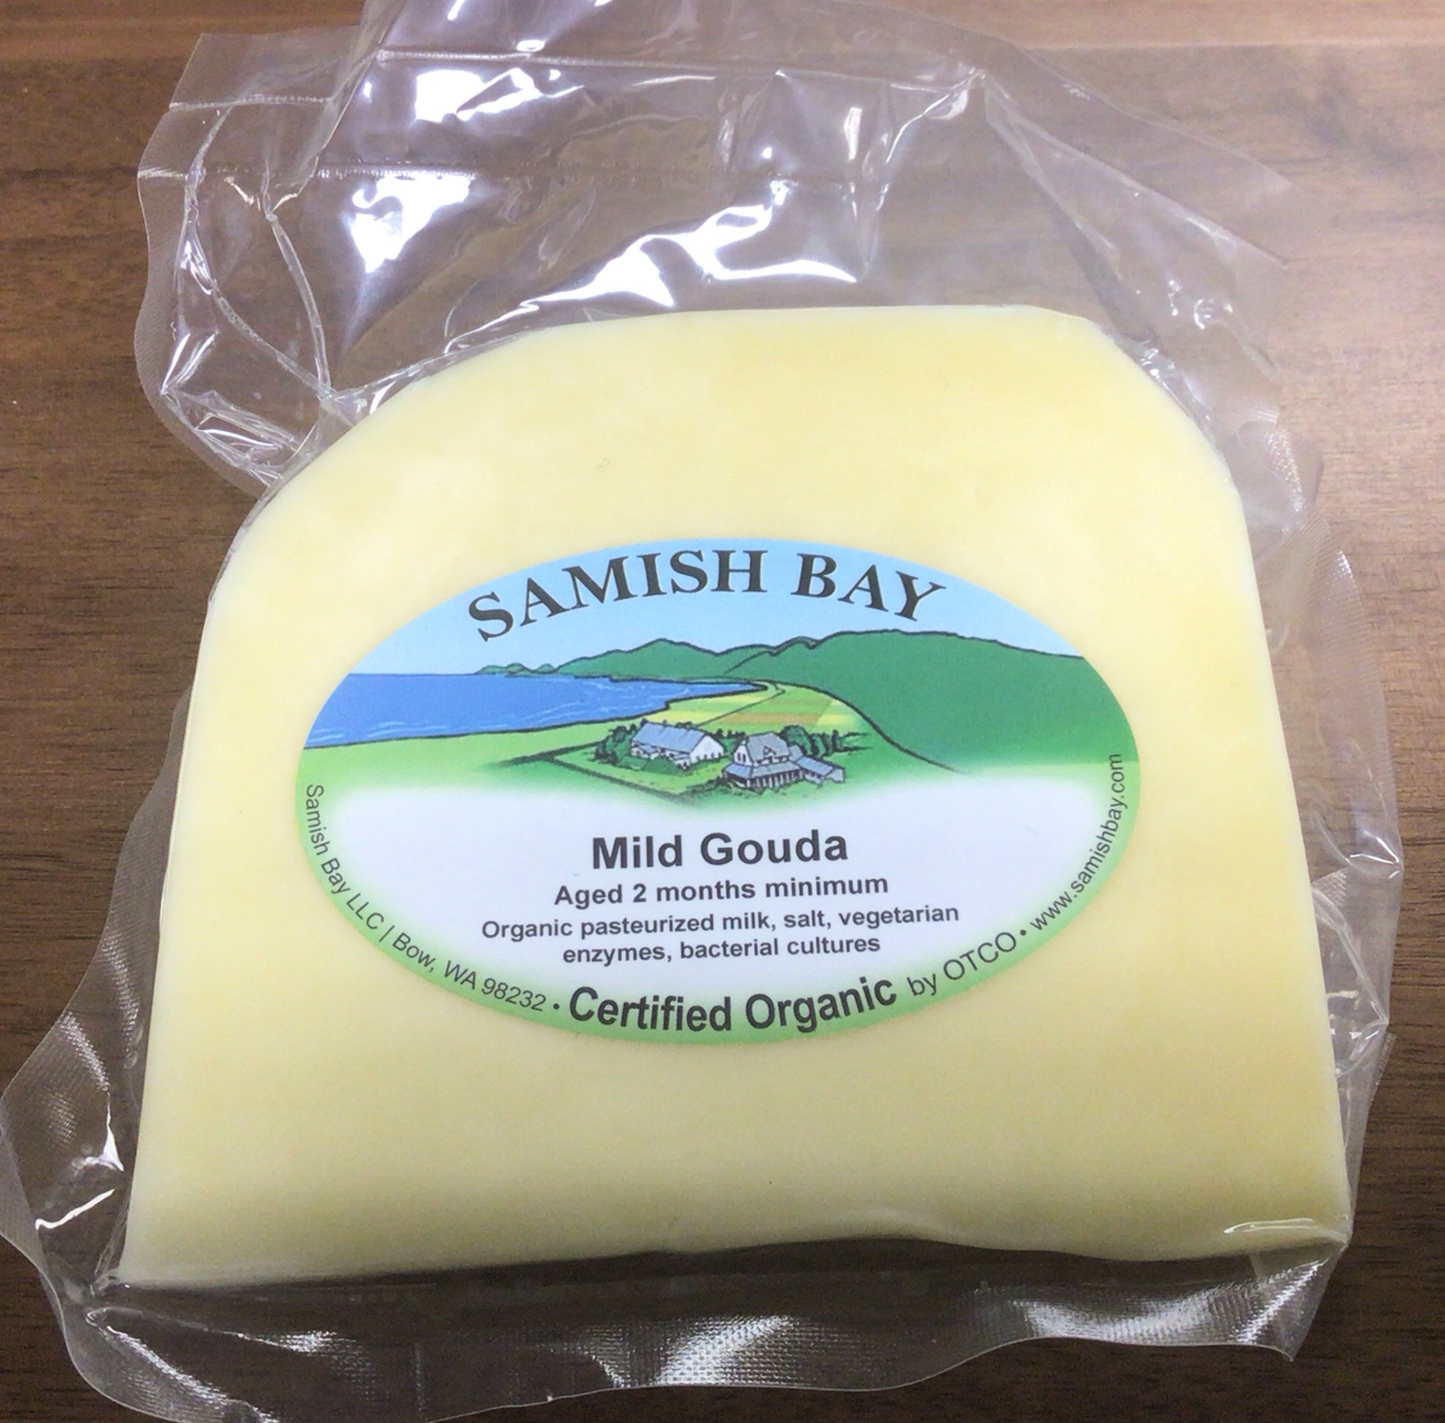 SAMISH BAY
Mild Gouda
Aged 2 months minimum
Organic pasteurized milk, salt, vegetarian
enzymes, bacterial cultures
Samish Bay LLC | Bow, WA 98232 • Certified Organic by OTCO • www.samishbay.com